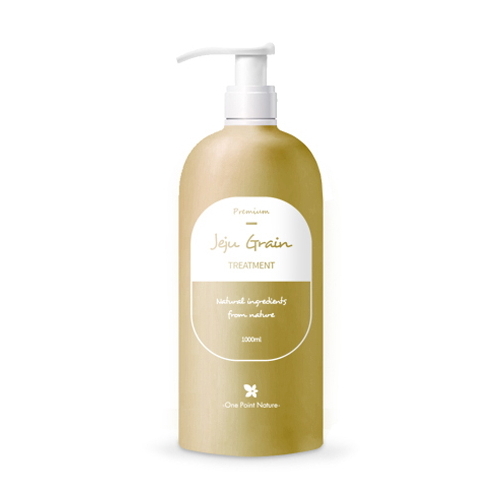 Premium
Jeju Grain
TREATMENT
Natural ingredients
from nature
1000ml
-One Point Nature-